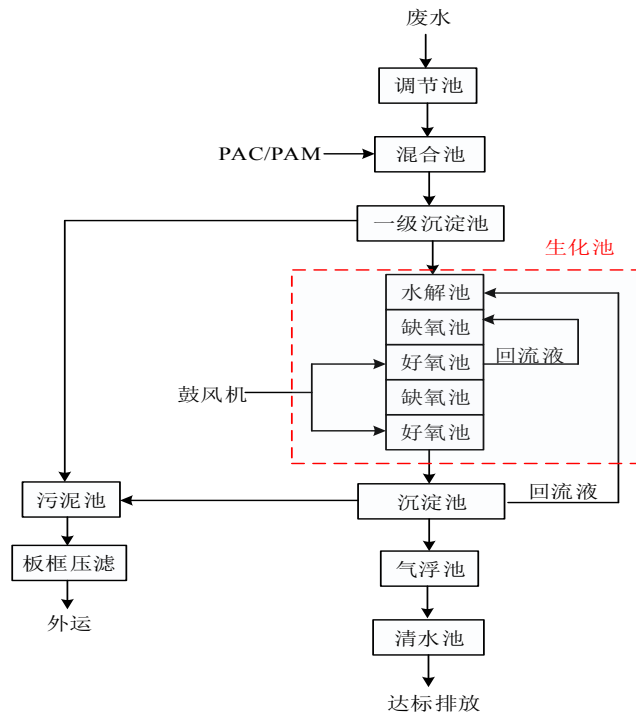 废水
调节池
PAC/PAM
混合池
一级沉淀池
生化池
水解池
缺氧池
好氧池
回流液
鼓风机
缺氧池
好氧池
污泥池
沉淀池
回流液
板框压滤
气浮池
外运
清水池
达标排放